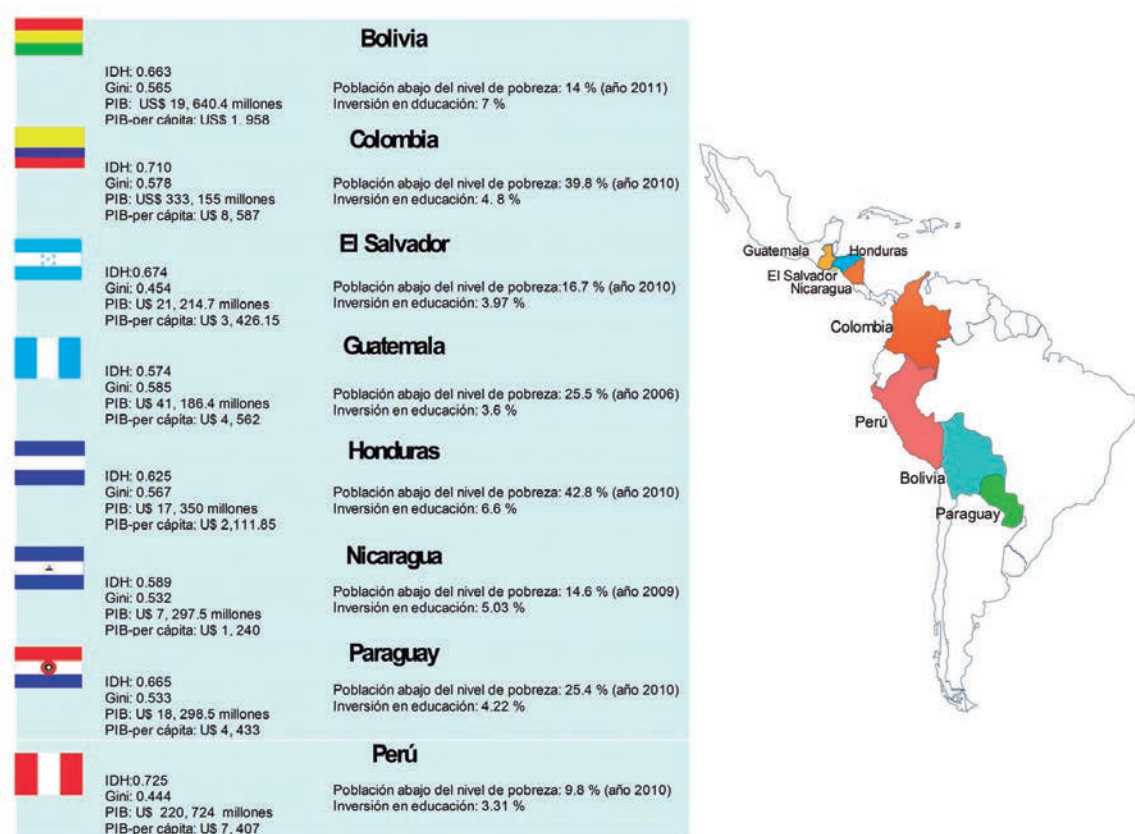 Bolivia
IDH: 0.663
Gini: 0.565
PIB: US$ 19, 640.4 millones
PIB-per cápita: US$ 1, 958
Población abajo del nivel de pobreza: 14 % (año 2011)
Inversión en dducación: 7 %
Colombia
IDH: 0.710
Gini: 0.578
PIB: US$ 333, 155 millones
PIB-per cápita: U$ 8, 587
Población abajo del nivel de pobreza: 39.8 % (año 2010)
Inversión en educación: 4. 8 %
El Salvador
IDH:0.674
Gini: 0.454
PIB: U$ 21, 214.7 millones
PIB-per cápita: U$ 3, 426.15
Población abajo del nivel de pobreza:16.7 % (año 2010)
Inversión en educación: 3.97 %
Guatemala
IDH: 0.574
Gini: 0.585
PIB: U$ 41, 186.4 millones
PIB-per cápita: U$ 4, 562
Población abajo del nivel de pobreza: 25.5 % (año 2006)
Inversión en educación: 3.6 %
Honduras
IDH: 0.625
Gini: 0.567
PIB: U$ 17, 350 millones
PIB-per cápita: U$ 2,111.85
Población abajo del nivel de pobreza: 42.8 % (año 2010)
Inversión en educación: 6.6 %
Nicaragua
IDH: 0.589
Gini: 0.532
PIB: U$ 7, 297.5 millones
PIB-per cápita: U$ 1, 240
Población abajo del nivel de pobreza: 14.6 % (año 2009)
Inversión en educación: 5.03 %
Paraguay
IDH: 0.665
Gini: 0.533
PIB: U$ 18, 298.5 millones
PIB-per cápita: U$ 4, 433
Población abajo del nivel de pobreza: 25.4 % (año 2010)
Inversión en educación: 4.22 %
Perú
IDH:0.725
Gini: 0.444
PIB: U$ 220, 724 millones
PIB-per cápita: U$ 7, 407
Población abajo del nivel de pobreza: 9.8 % (año 2010)
Inversión en educación: 3.31 %
Guatemala
Honduras
El Salvador
Nicaragua
Colombia
Perú
Bolivia
Paraguay